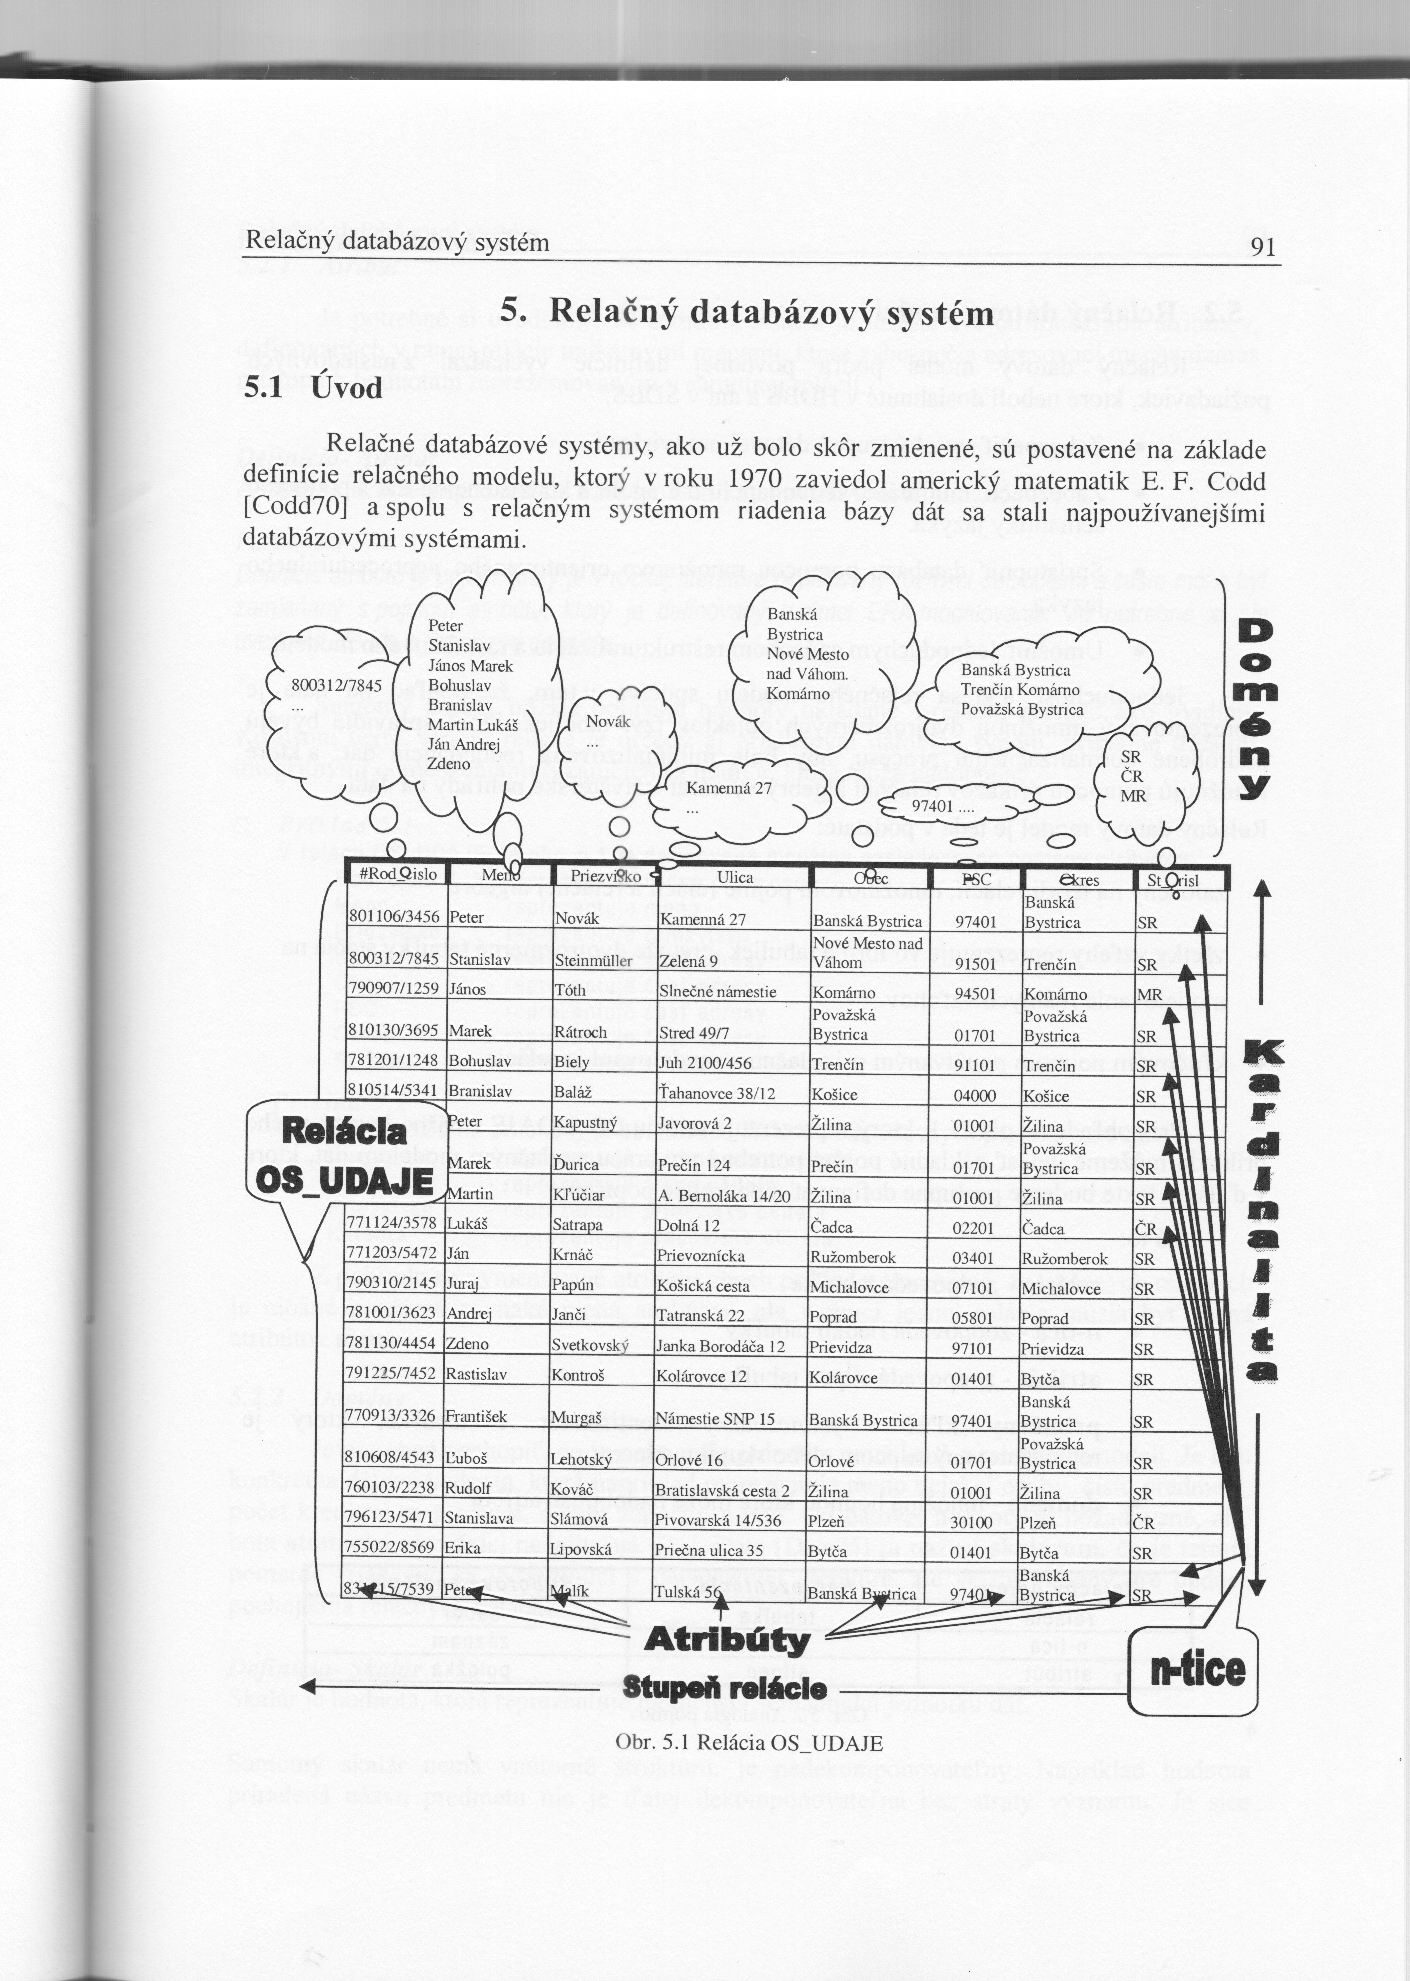 Relačný databázový systém 91
5. Relačný databázový systém
5.1 Úvod
Relačné databázové systémy, ako už bolo skôr zmienené, sú postavené na základe
definície relačného modelu, ktorý v roku 1970 zaviedol americký matematik E. F. Codd
[Codd70] a spolu s relačným systémom riadenia bázy dát sa stali najpoužívanejšími
databázovými systémami.
800312/7845
...
Peter
Stanislav
János Marek
Bohuslav
Branislav
Martin Lukáš
Ján Andrej
Zdeno
Novák
...
Kamenná 27
...
Banská
Bystrica
Nové Mesto
nad Váhom.
Komárno
97401 ....
Banská Bystrica
Trenčín Komárno
Považská Bystrica
SR
ČR
MR
Domény
#Rod_cislo Meno Priezvisko Ulica Obec PSC Okres St_prisl
801106/3456 Peter Novák Kamenná 27 Banská Bystrica 97401 Banská Bystrica SR
800312/7845 Stanislav Steinmüller Zelená 9 Nové Mesto nad Váhom 91501 Trenčín SR
790907/1259 János Tóth Slnečné námestie Komárno 94501 Komárno MR
810130/3695 Marek Rátroch Stred 49/7 Považská Bystrica 01701 Považská Bystrica SR
781201/1248 Bohuslav Biely Juh 2100/456 Trenčín 91101 Trenčín SR
810514/5341 Branislav Baláž Ťahanovce 38/12 Košice 04000 Košice SR
Peter Kapustný Javorová 2 Žilina 01001 Žilina SR
Marek Ďurica Prečín 124 Prečín 01701 Považská Bystrica SR
Martin Kľúčiar A. Bernoláka 14/20 Žilina 01001 Žilina SR
771124/3578 Lukáš Satrapa Dolná 12 Čadca 02201 Čadca ČR
771203/5472 Ján Krnáč Prievoznícka Ružomberok 03401 Ružomberok SR
790310/2145 Juraj Papún Košická cesta Michalovce 07101 Michalovce SR
781001/3623 Andrej Janči Tatranská 22 Poprad 05801 Poprad SR
781130/4454 Zdeno Svetkovský Janka Borodáča 12 Prievidza 97101 Prievidza SR
791225/7452 Rastislav Kontroš Kolárovce 12 Kolárovce 01401 Bytča SR
770913/3326 František Murgaš Námestie SNP 15 Banská Bystrica 97401 Banská Bystrica SR
810608/4543 Ľuboš Lehotský Orlové 16 Orlové 01701 Považská Bystrica SR
760103/2238 Rudolf Kováč Bratislavská cesta 2 Žilina 01001 Žilina SR
796123/5471 Stanislava Slámová Pivovarská 14/536 Plzeň 30100 Plzeň ČR
755022/8569 Erika Lipovská Priečna ulica 35 Bytča 01401 Bytča SR
Peter Malík Tulská 56 Banská Bystrica 97401 Banská Bystrica SR
Relácia
OS_UDAJE
Kardinalita
Atribúty
Stupeň relácie
n-tice
Obr. 5.1 Relácia OS_UDAJE